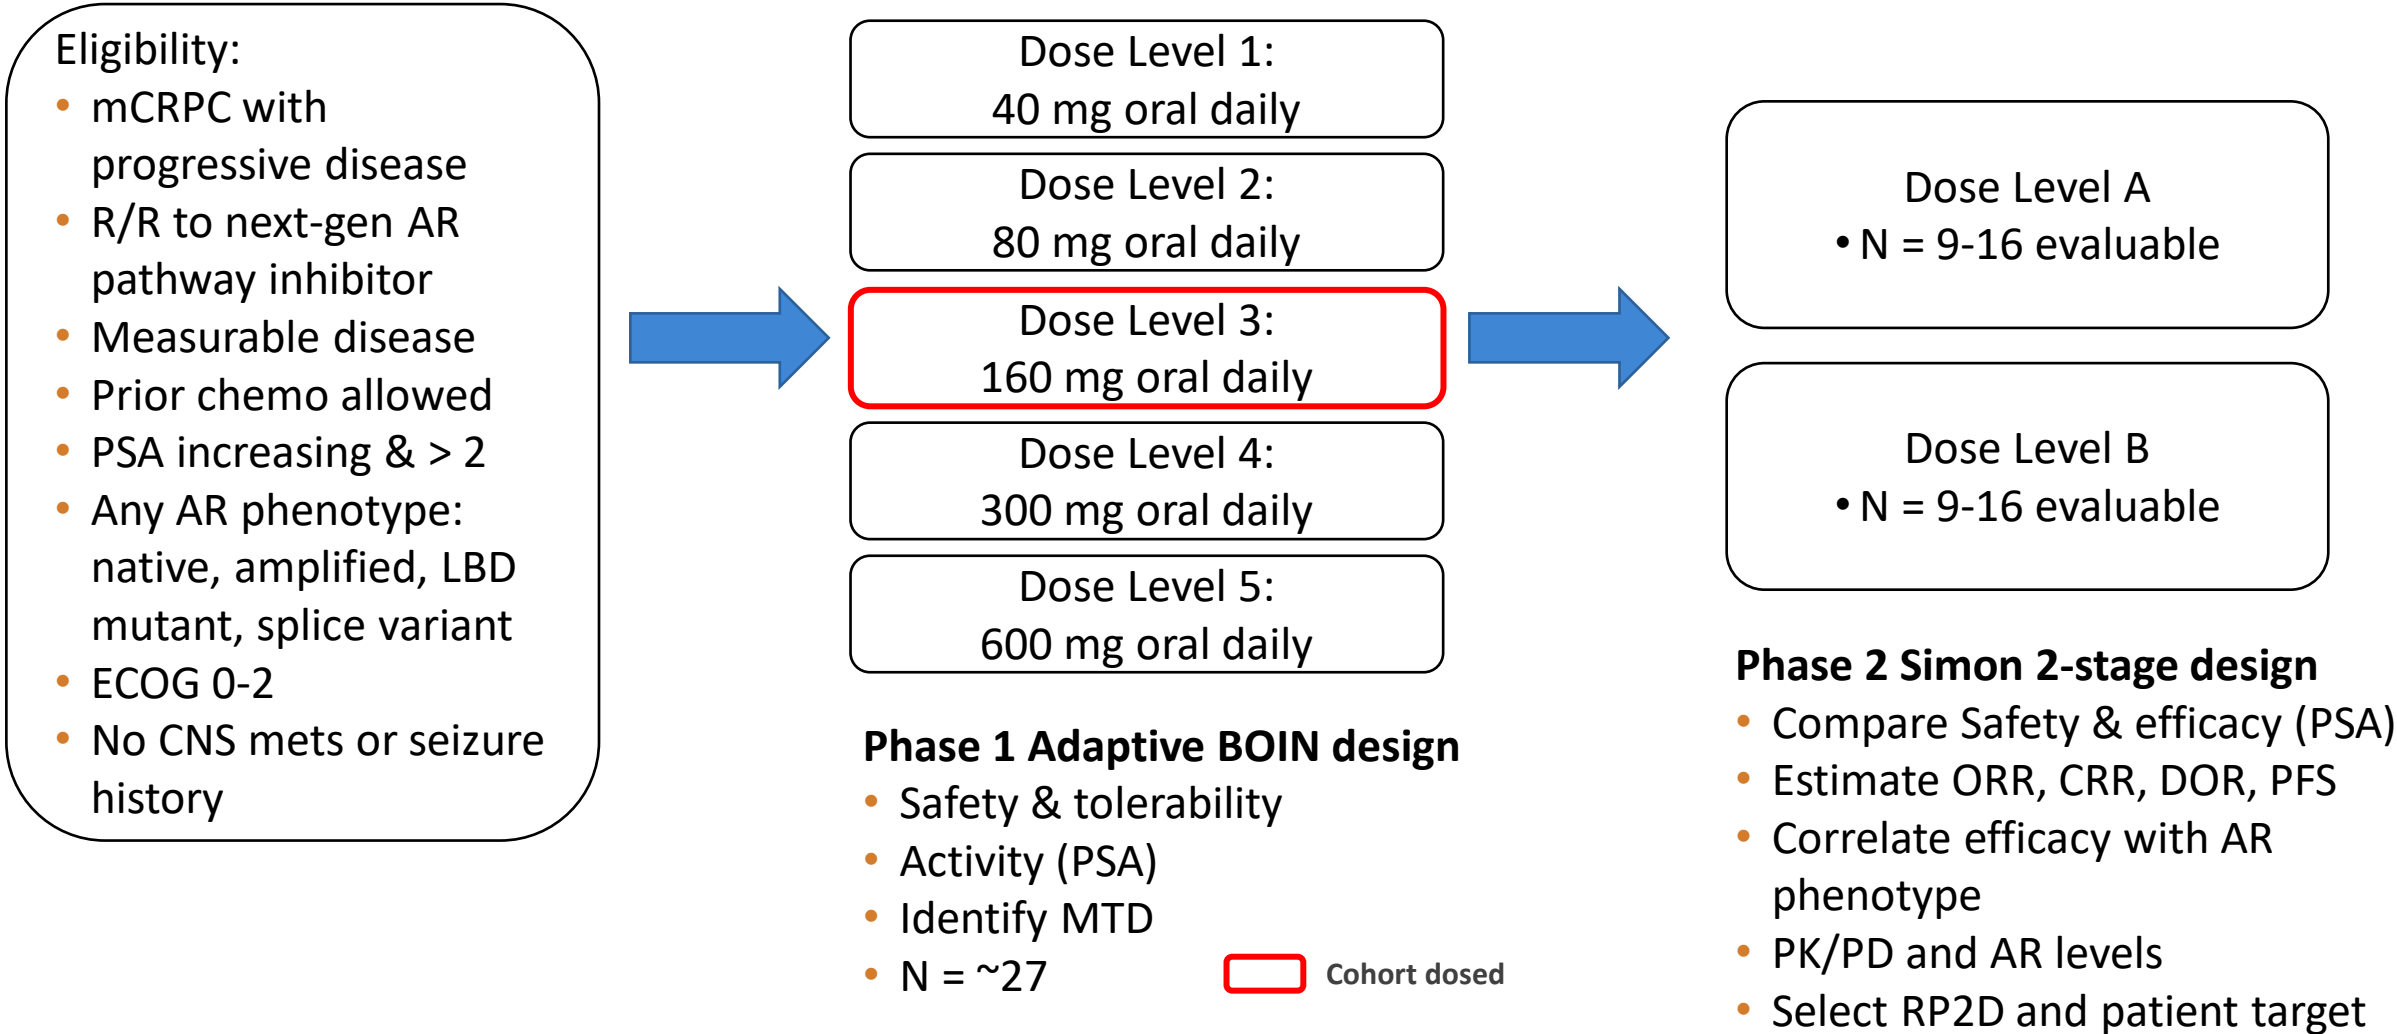 Eligibility:
• mCRPC with
progressive disease
• R/R to next-gen AR
pathway inhibitor
• Measurable disease
• Prior chemo allowed
• PSA increasing & > 2
• Any AR phenotype:
native, amplified, LBD
mutant, splice variant
• ECOG 0-2
• No CNS mets or seizure
history
Dose Level 1:
40 mg oral daily
Dose Level 2:
80 mg oral daily
Dose Level 3:
160 mg oral daily
Dose Level 4:
300 mg oral daily
Dose Level 5:
600 mg oral daily
Phase 1 Adaptive BOIN design
• Safety & tolerability
• Activity (PSA)
• Identify MTD
• N = ~27
Cohort dosed
Dose Level A
• N = 9-16 evaluable
Dose Level B
• N = 9-16 evaluable
Phase 2 Simon 2-stage design
• Compare Safety & efficacy (PSA)
• Estimate ORR, CRR, DOR, PFS
• Correlate efficacy with AR
phenotype
• PK/PD and AR levels
• Select RP2D and patient target